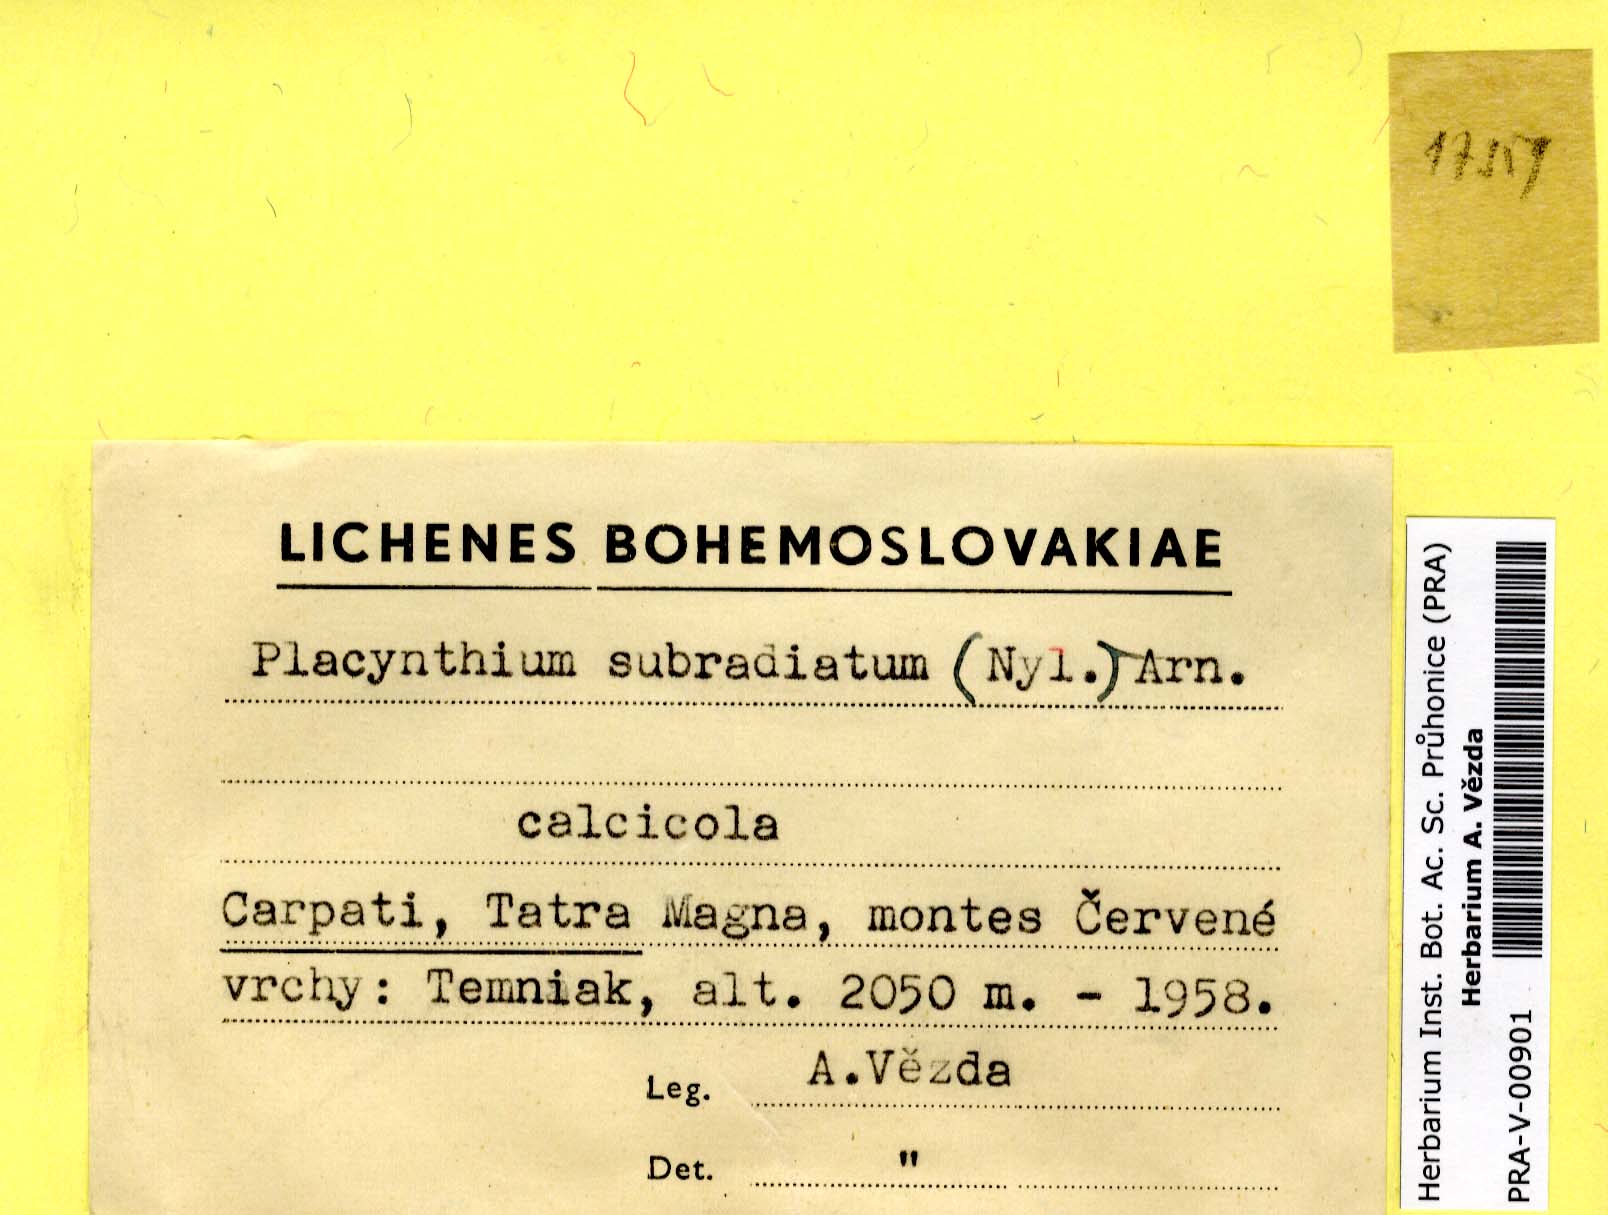 LICHENES BOHEMOSLOVAKIAE
Placynthium subradiatum (Nyl.) Arn.
calcicola
Carpati, Tatra Magna, montes Červené
vrchy: Temniak, alt. 2050 m. - 1958.
Leg. A.Vězda
Det. "
Herbarium Inst. Bot. Ac. Sc. Průhonice (PRA)
Herbarium A. Vězda
PRA-V-00901